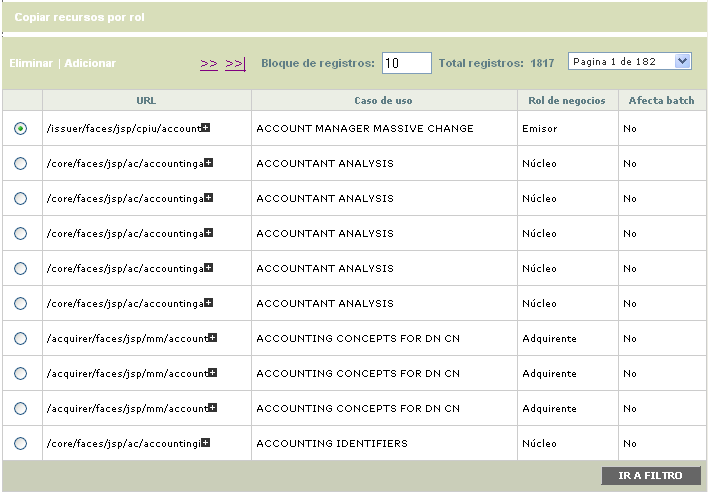 Copiar recursos por rol
Eliminar | Adicionar >> >>| Bloque de registros: 10 Total registros: 1817 Pagina 1 de 182
URL Caso de uso Rol de negocios Afecta batch
/issuer/faces/jsp/cpiu/account+ ACCOUNT MANAGER MASSIVE CHANGE Emisor No
/core/faces/jsp/ac/accountinga+ ACCOUNTANT ANALYSIS Núcleo No
/core/faces/jsp/ac/accountinga+ ACCOUNTANT ANALYSIS Núcleo No
/core/faces/jsp/ac/accountinga+ ACCOUNTANT ANALYSIS Núcleo No
/core/faces/jsp/ac/accountinga+ ACCOUNTANT ANALYSIS Núcleo No
/core/faces/jsp/ac/accountinga+ ACCOUNTANT ANALYSIS Núcleo No
/acquirer/faces/jsp/mm/account+ ACCOUNTING CONCEPTS FOR DN CN Adquirente No
/acquirer/faces/jsp/mm/account+ ACCOUNTING CONCEPTS FOR DN CN Adquirente No
/acquirer/faces/jsp/mm/account+ ACCOUNTING CONCEPTS FOR DN CN Adquirente No
/core/faces/jsp/ac/accountingi+ ACCOUNTING IDENTIFIERS Núcleo No
IR A FILTRO